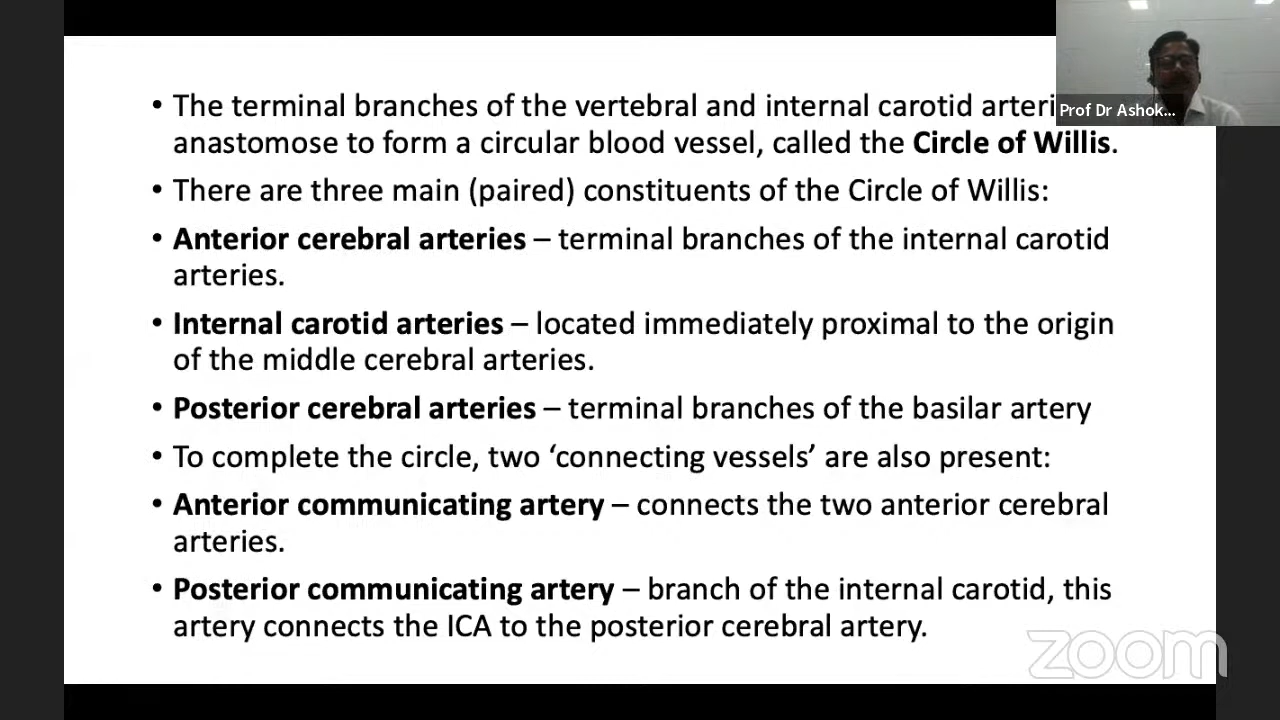 • The terminal branches of the vertebral and internal carotid
anastomose to form a circular blood vessel, called the Circle of Willis.
• There are three main (paired) constituents of the Circle of Willis:
• Anterior cerebral arteries – terminal branches of the internal carotid
arteries.
• Internal carotid arteries – located immediately proximal to the origin
of the middle cerebral arteries.
• Posterior cerebral arteries – terminal branches of the basilar artery
• To complete the circle, two ‘connecting vessels’ are also present:
• Anterior communicating artery – connects the two anterior cerebral
arteries.
• Posterior communicating artery – branch of the internal carotid, this
artery connects the ICA to the posterior cerebral artery.
Prof Dr Ashok...
zoom